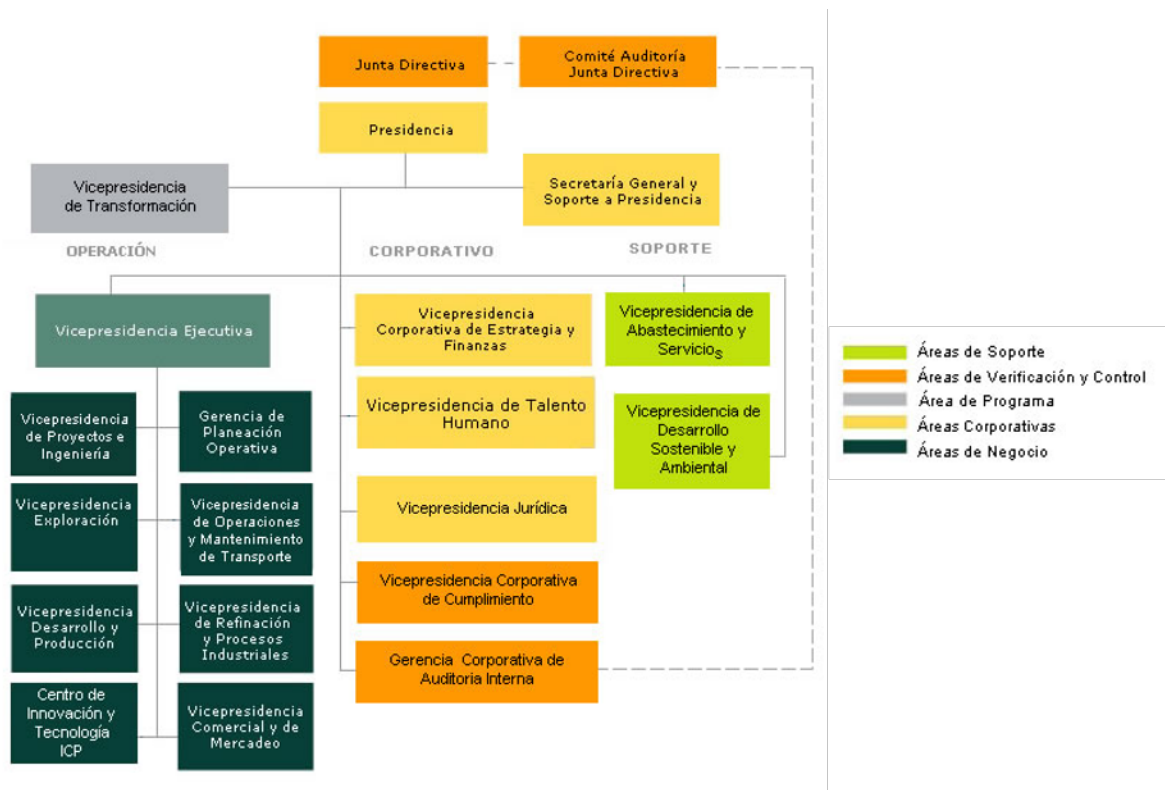 Junta Directiva
Comité Auditoría
Junta Directiva
Presidencia
Vicepresidencia
de Transformación
Secretaría General y
Soporte a Presidencia
OPERACIÓN
CORPORATIVO
SOPORTE
Vicepresidencia Ejecutiva
Vicepresidencia
Corporativa de Estrategia y
Finanzas
Vicepresidencia de
Abastecimiento y
Servicios
Vicepresidencia
de Proyectos e
Ingeniería
Gerencia de
Planeación
Operativa
Vicepresidencia de Talento
Humano
Vicepresidencia de
Desarrollo
Sostenible y
Ambiental
Vicepresidencia
Exploración
Vicepresidencia
de Operaciones
y Mantenimiento
de Transporte
Vicepresidencia Jurídica
Vicepresidencia
Desarrollo y
Producción
Vicepresidencia
de Refinación
y Procesos
Industriales
Vicepresidencia Corporativa
de Cumplimiento
Gerencia Corporativa de
Auditoria Interna
Centro de
Innovación y
Tecnología
ICP
Vicepresidencia
Comercial y de
Mercadeo
Áreas de Soporte
Áreas de Verificación y Control
Área de Programa
Áreas Corporativas
Áreas de Negocio